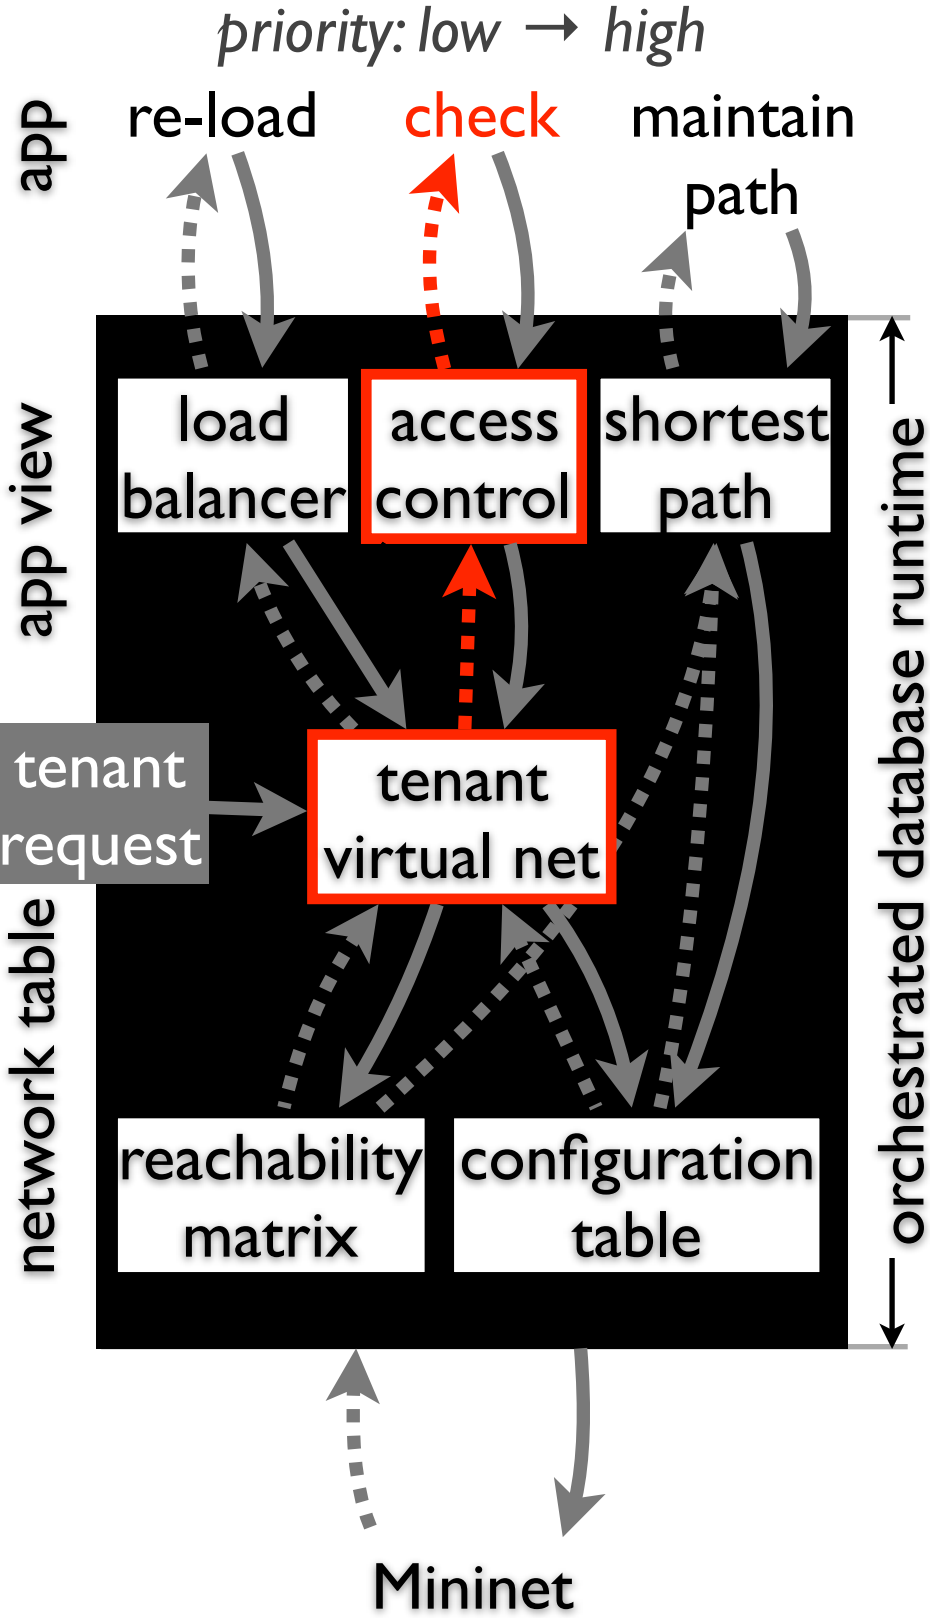 priority: low → high
app
re-load
check
maintain
path
app view
load
balancer
access
control
shortest
path
tenant
request
tenant
virtual net
network table
reachability
matrix
configuration
table
orchestrated database runtime
Mininet